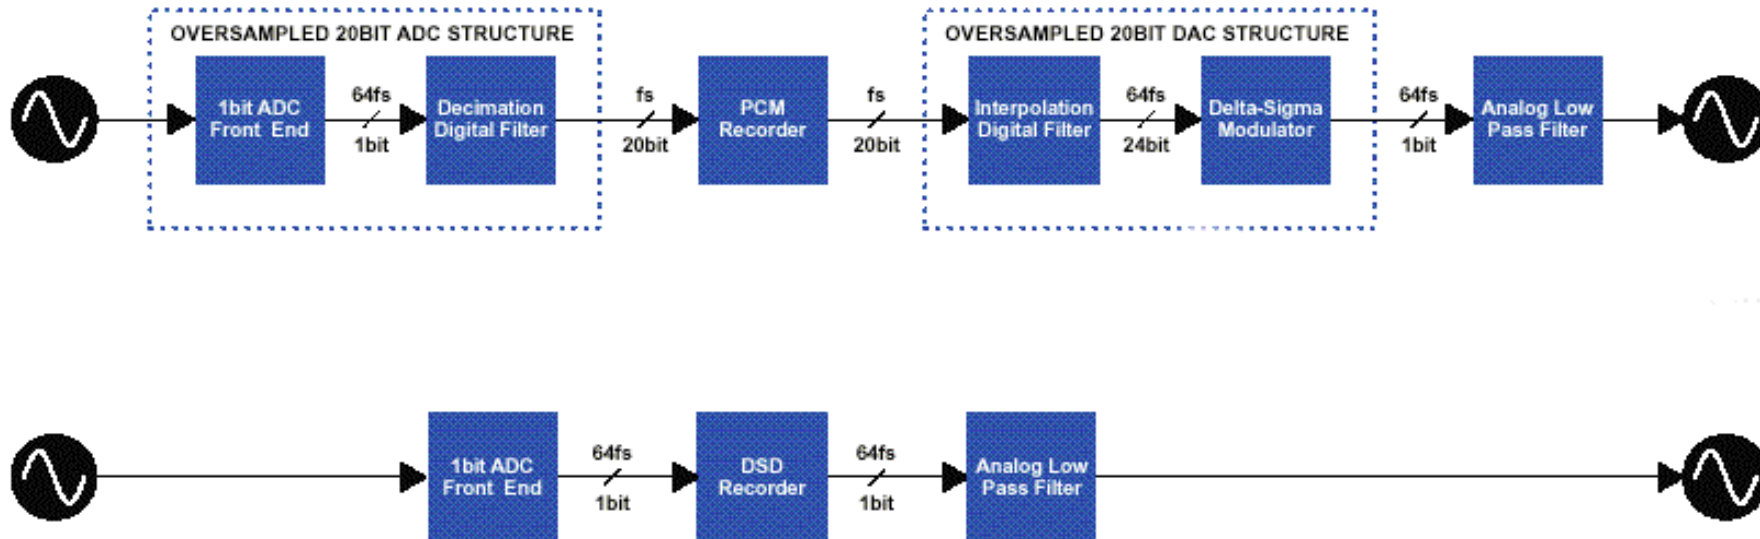 OVERSAMPLED 20BIT ADC STRUCTURE
OVERSAMPLED 20BIT DAC STRUCTURE
1bit ADC
Front End
64fs
1bit
Decimation
Digital Filter
fs
20bit
PCM
Recorder
fs
20bit
Interpolation
Digital Filter
64fs
24bit
Delta-Sigma
Modulator
64fs
1bit
Analog Low
Pass Filter
1bit ADC
Front End
64fs
1bit
DSD
Recorder
64fs
1bit
Analog Low
Pass Filter